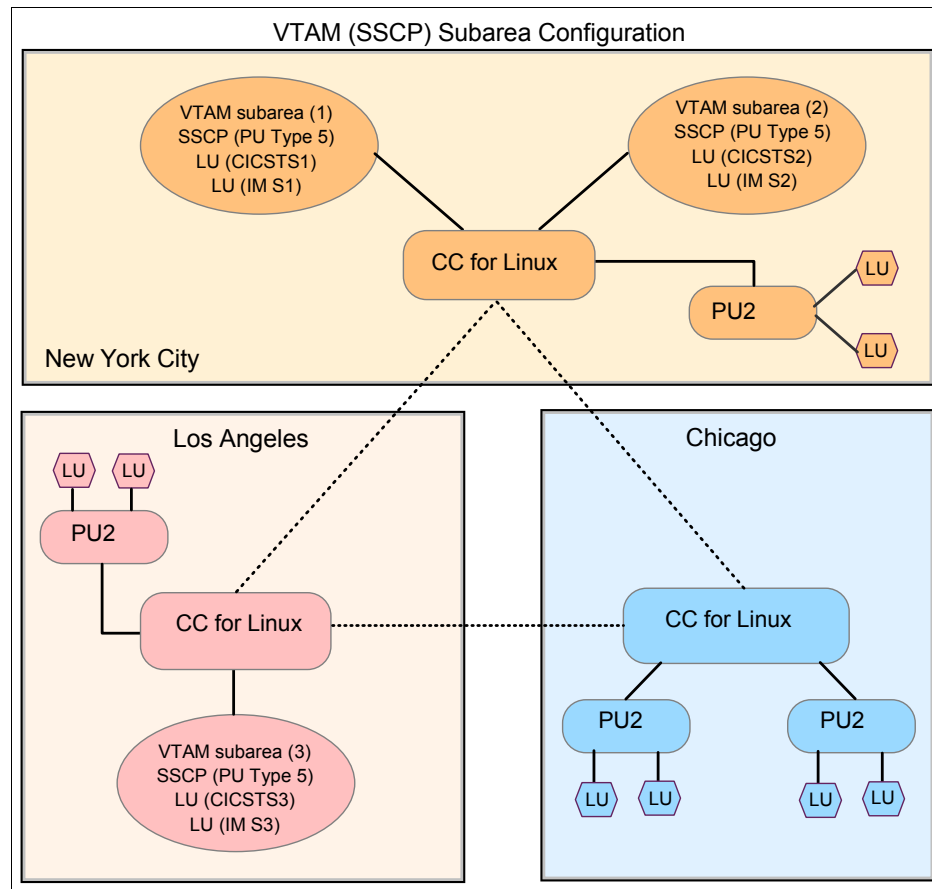 VTAM (SSCP) Subarea Configuration
VTAM subarea (1)
SSCP (PU Type 5)
LU (CICSTS1)
LU (IM S1)
VTAM subarea (2)
SSCP (PU Type 5)
LU (CICSTS2)
LU (IM S2)
CC for Linux
LU
PU2
LU
New York City
Los Angeles
LU
LU
PU2
CC for Linux
VTAM subarea (3)
SSCP (PU Type 5)
LU (CICSTS3)
LU (IM S3)
Chicago
CC for Linux
PU2
PU2
LU
LU
LU
LU